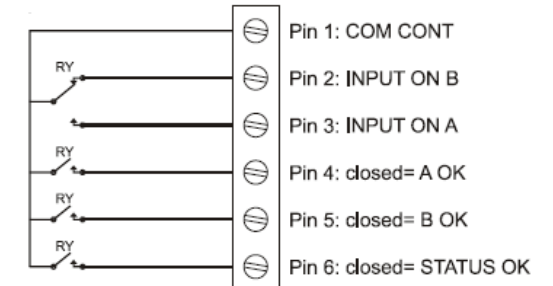 Pin 1: COM CONT
RY
Pin 2: INPUT ON B
Pin 3: INPUT ON A
RY
Pin 4: closed= A OK
RY
Pin 5: closed= B OK
RY
Pin 6: closed= STATUS OK